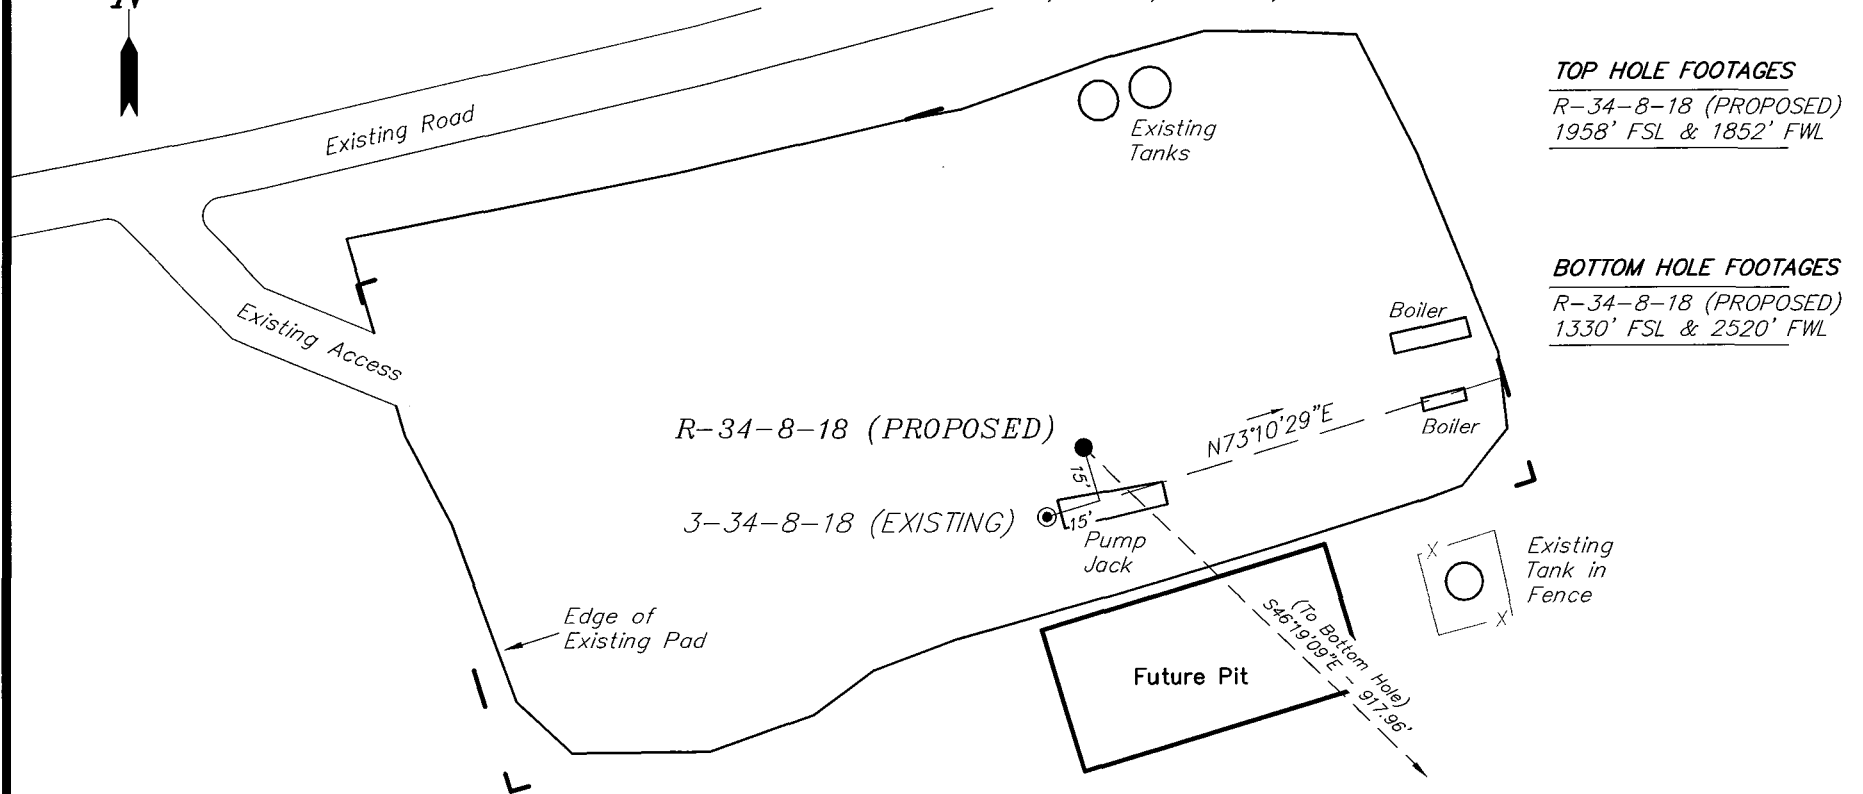 N
TOP HOLE FOOTAGES
R-34-8-18 (PROPOSED)
1958' FSL & 1852' FWL
Existing Road
Existing
Tanks
BOTTOM HOLE FOOTAGES
R-34-8-18 (PROPOSED)
1330' FSL & 2520' FWL
Existing Access
Boiler
Boiler
N73°10'29"E
R-34-8-18 (PROPOSED)
15'
3-34-8-18 (EXISTING)
15'
Pump
Jack
Existing
Tank in
Fence
X
X
Edge of
Existing Pad
(To Bottom Hole)
S46°19'09"E - 917.96'
Future Pit